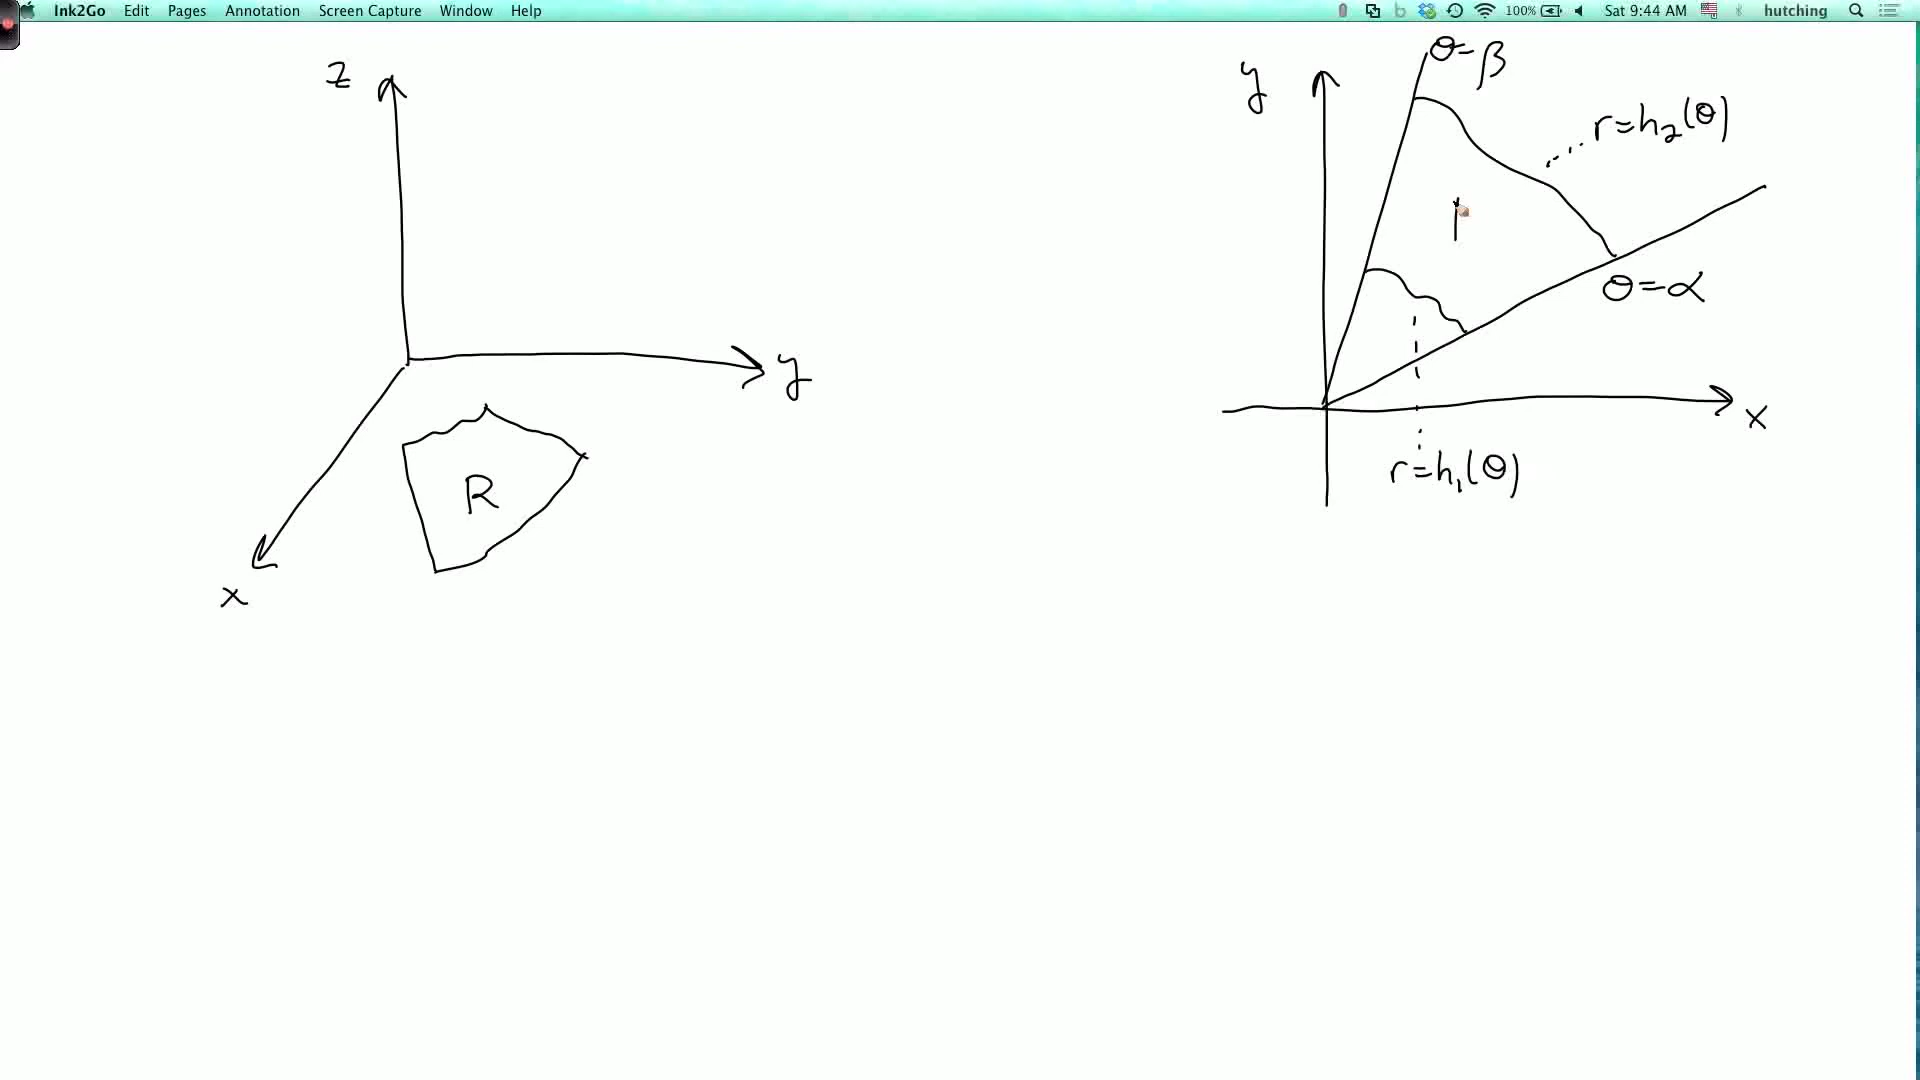 Ink2Go Edit Pages Annotation Screen Capture Window Help 100% Sat 9:44 AM hutching
z
y
x
R
y
θ=β
r=h₂(θ)
θ=α
x
r=h₁(θ)